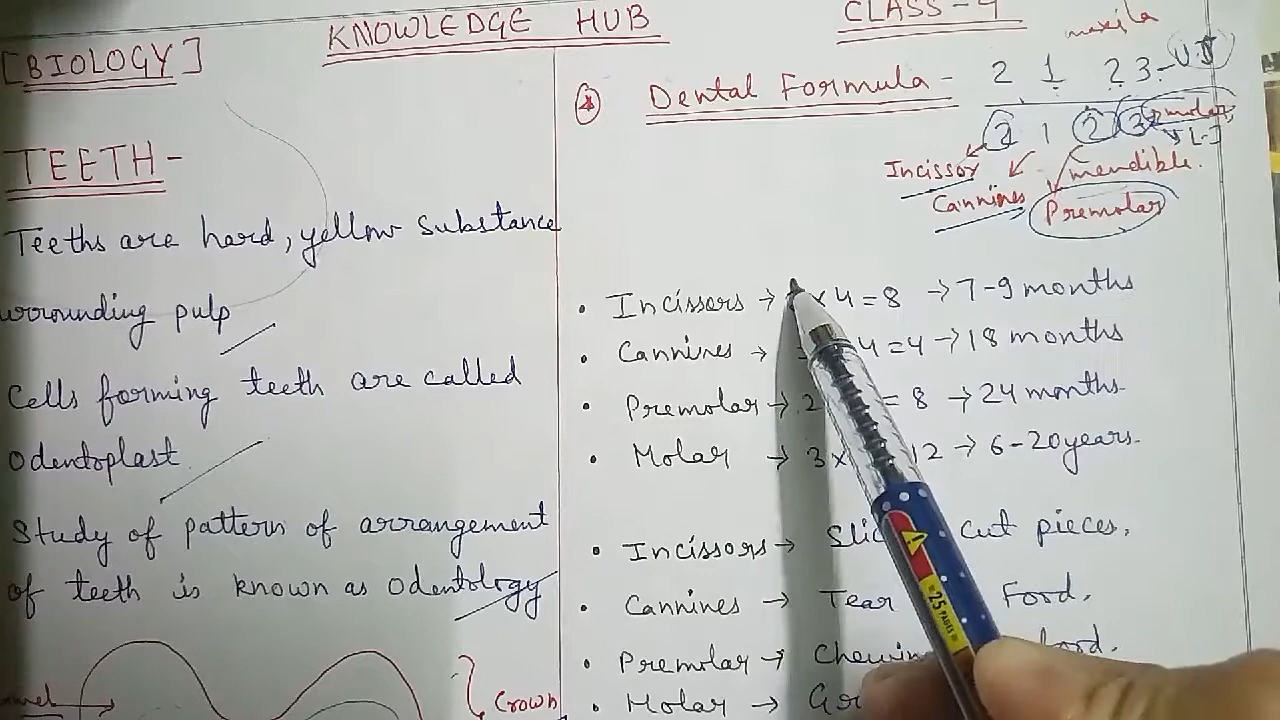 KNOWLEDGE HUB
CLASS-9
[BIOLOGY]
TEETH-
Teeths are hard, yellow substance
urrounding pulp
Cells forming teeth are called
Odentoplast.
Study of pattern of arrangement
of teeth is known as Odentology
Crown
Dental Formula -
2 1 2 3
maxila
2 1 2 3
molar
Incissor
mendible.
Cannines
Premolar
Incissors → × 4 = 8 → 7-9 months
Cannines → 4 = 4 → 18 months
Premolar → 2 = 8 → 24 months.
Molar → 3 × 12 → 6-20 years.
Incissors → cut pieces.
Cannines → Tear Food.
Premolar →
Molar →
25 PAGES